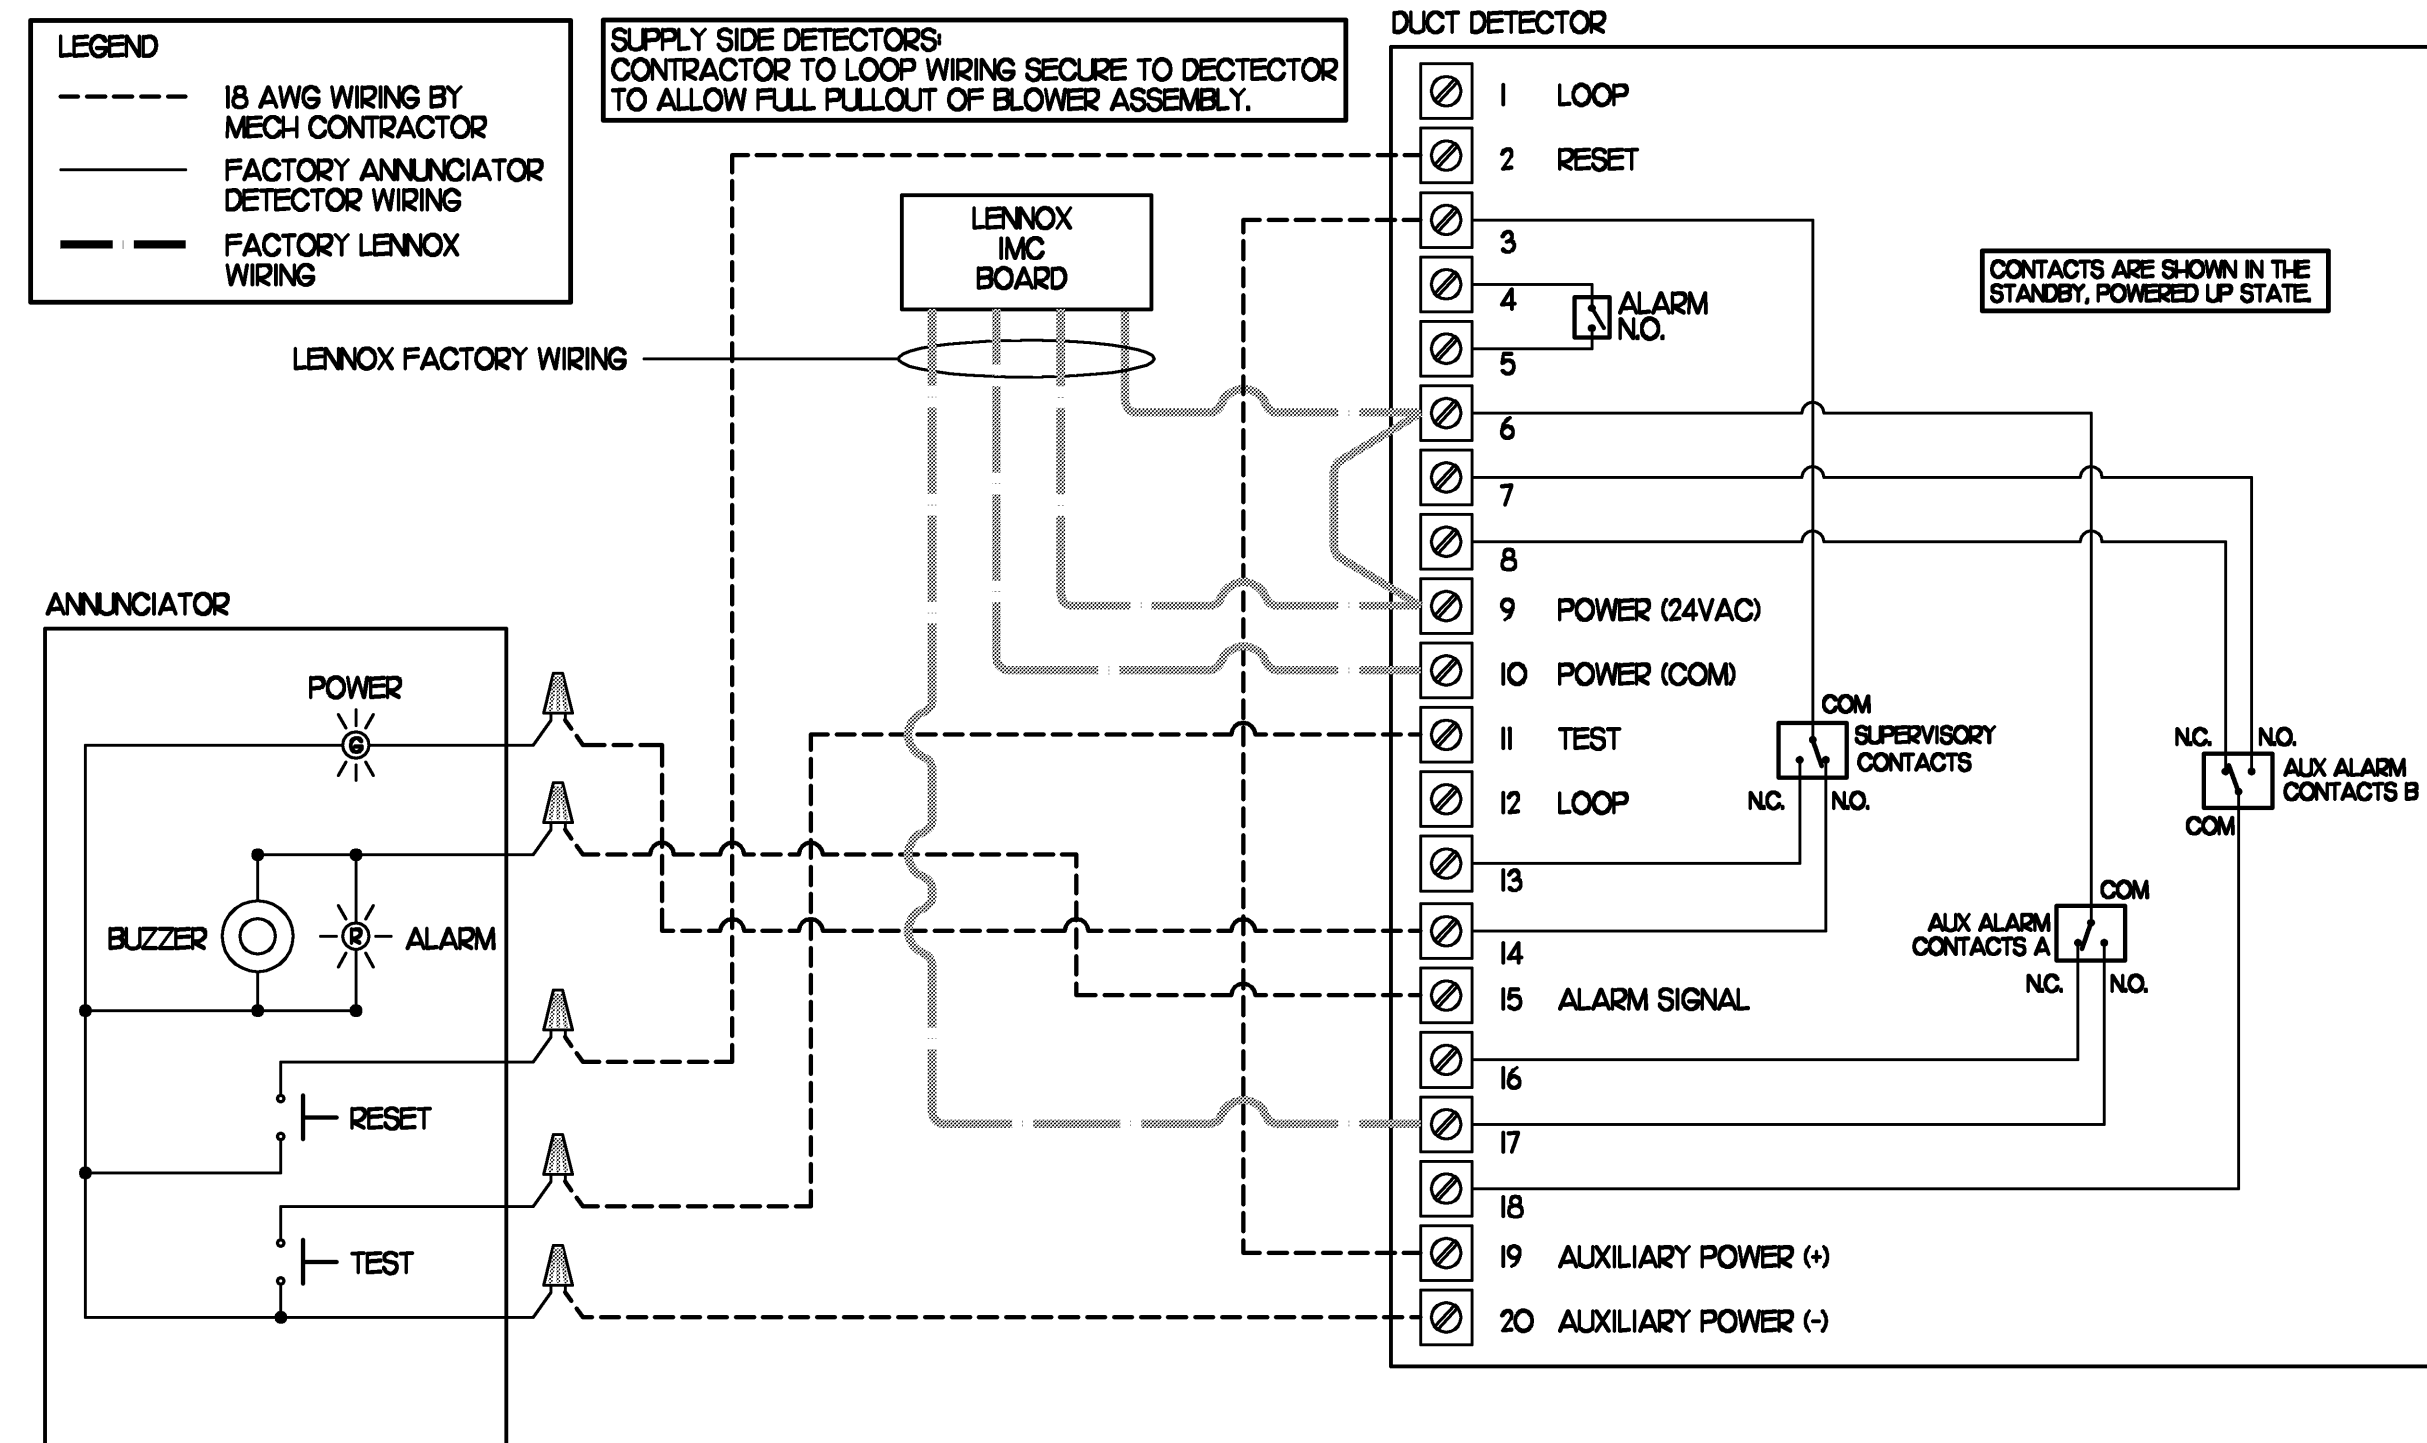 LEGEND
18 AWG WIRING BY
MECH CONTRACTOR
FACTORY ANNUNCIATOR
DETECTOR WIRING
FACTORY LENNOX
WIRING
SUPPLY SIDE DETECTORS:
CONTRACTOR TO LOOP WIRING SECURE TO DECTECTOR
TO ALLOW FULL PULLOUT OF BLOWER ASSEMBLY.
LENNOX
IMC
BOARD
LENNOX FACTORY WIRING
ANNUNCIATOR
POWER
G
BUZZER
R
ALARM
RESET
TEST
DUCT DETECTOR
1 LOOP
2 RESET
3
4
5
ALARM
N.O.
CONTACTS ARE SHOWN IN THE
STANDBY, POWERED UP STATE.
6
7
8
9 POWER (24VAC)
10 POWER (COM)
11 TEST
12 LOOP
13
14
15 ALARM SIGNAL
16
17
18
19 AUXILIARY POWER (+)
20 AUXILIARY POWER (-)
COM
SUPERVISORY
CONTACTS
N.C. N.O.
N.C. N.O.
AUX ALARM
CONTACTS B
COM
COM
AUX ALARM
CONTACTS A
N.C. N.O.